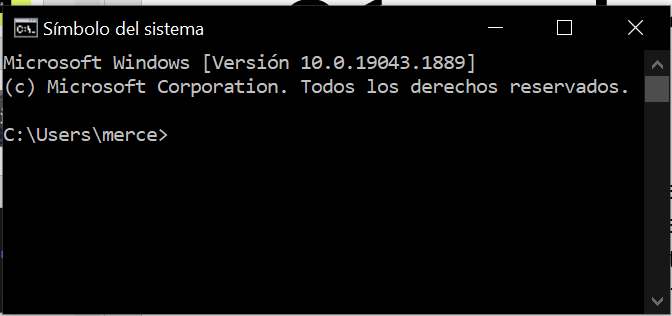 Símbolo del sistema
Microsoft Windows [Versión 10.0.19043.1889]
(c) Microsoft Corporation. Todos los derechos reservados.
C:\Users\merce>